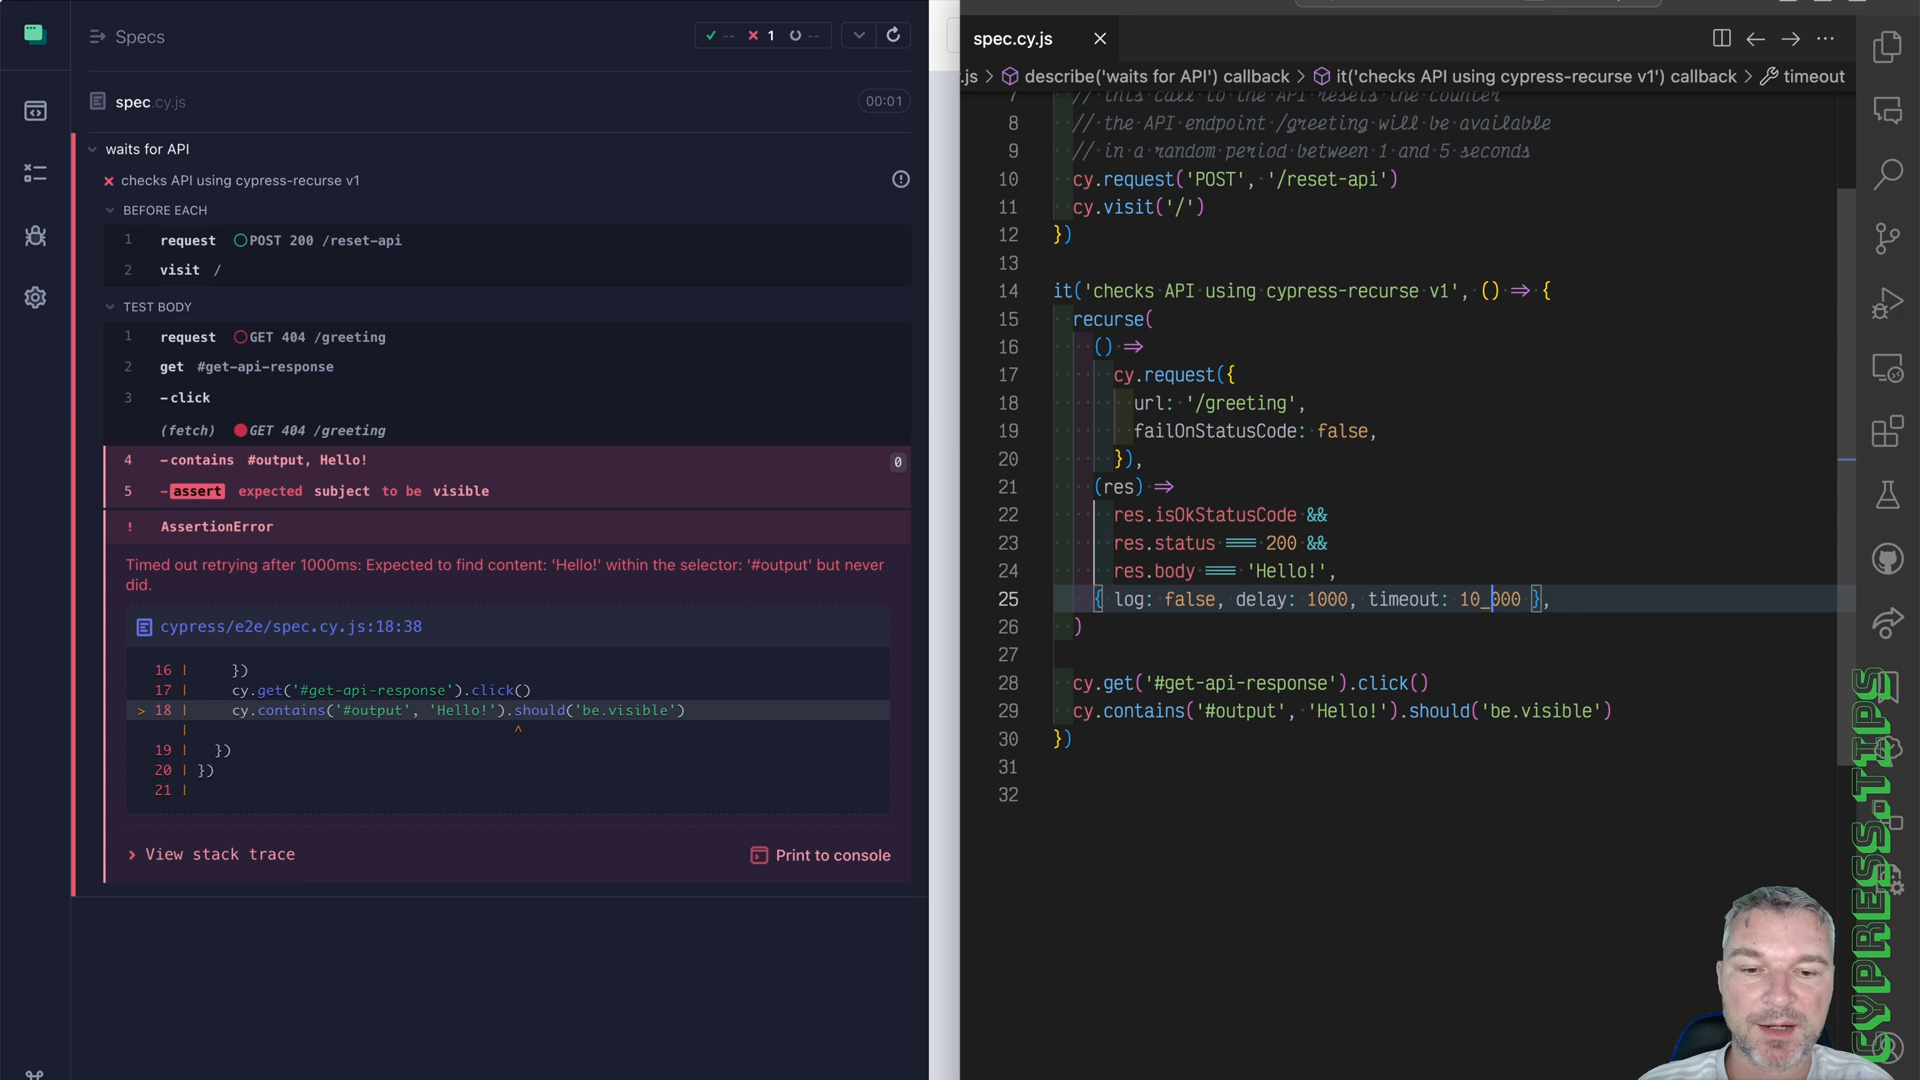 Specs
-- 1 --
spec.cy.js
00:01
waits for API
checks API using cypress-recurse v1
BEFORE EACH
1 request POST 200 /reset-api
2 visit /
TEST BODY
1 request GET 404 /greeting
2 get #get-api-response
3 -click
(fetch) GET 404 /greeting
4 -contains #output, Hello! 0
5 -assert expected subject to be visible
! AssertionError
Timed out retrying after 1000ms: Expected to find content: 'Hello!' within the selector: '#output' but never
did.
cypress/e2e/spec.cy.js:18:38
16 | })
17 | cy.get('#get-api-response').click()
> 18 | cy.contains('#output', 'Hello!').should('be.visible')
| ^
19 | })
20 | })
21 |
View stack trace
Print to console
spec.cy.js
.js > describe('waits for API') callback > it('checks API using cypress-recurse v1') callback > timeout
7 // this call to the API resets the counter
8 // the API endpoint /greeting will be available
9 // in a random period between 1 and 5 seconds
10 cy.request('POST', '/reset-api')
11 cy.visit('/')
12 })
13
14 it('checks API using cypress-recurse v1', () => {
15 recurse(
16 () =>
17 cy.request({
18 url: '/greeting',
19 failOnStatusCode: false,
20 }),
21 (res) =>
22 res.isOkStatusCode &&
23 res.status === 200 &&
24 res.body === 'Hello!',
25 { log: false, delay: 1000, timeout: 10_000 },
26 )
27
28 cy.get('#get-api-response').click()
29 cy.contains('#output', 'Hello!').should('be.visible')
30 })
31
32
CYPRESS.TIPS